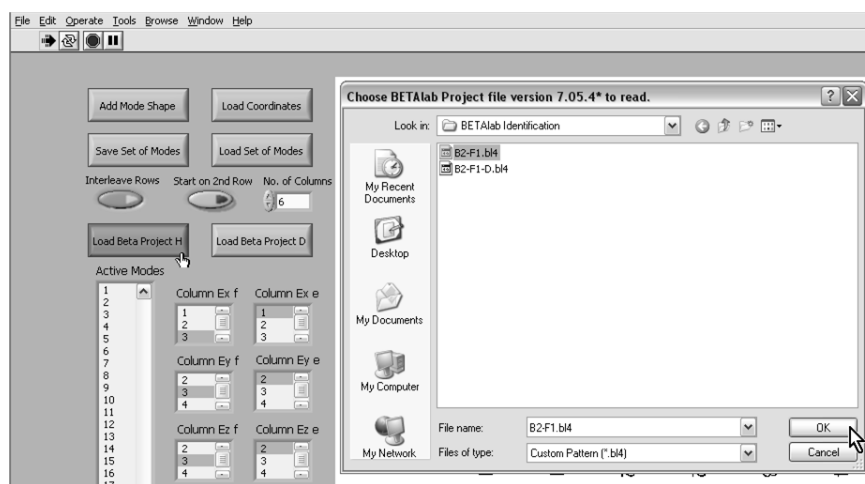 File Edit Operate Tools Browse Window Help
Add Mode Shape Load Coordinates
Save Set of Modes Load Set of Modes
Interleave Rows Start on 2nd Row No. of Columns
6
Load Beta Project H Load Beta Project D
Active Modes
1
2
3
4
5
6
7
8
9
10
11
12
13
14
15
16
Column Ex f Column Ex e
1 1
2 2
3 3
Column Ey f Column Ey e
2 2
3 3
4 4
Column Ez f Column Ez e
2 2
3 3
4 4
Choose BETAlab Project file version 7.05.4* to read.
Look in: BETAlab Identification
My Recent
Documents
Desktop
My Documents
My Computer
My Network
B2-F1.bl4
B2-F1-D.bl4
File name: B2-F1.bl4 OK
Files of type: Custom Pattern (*.bl4) Cancel